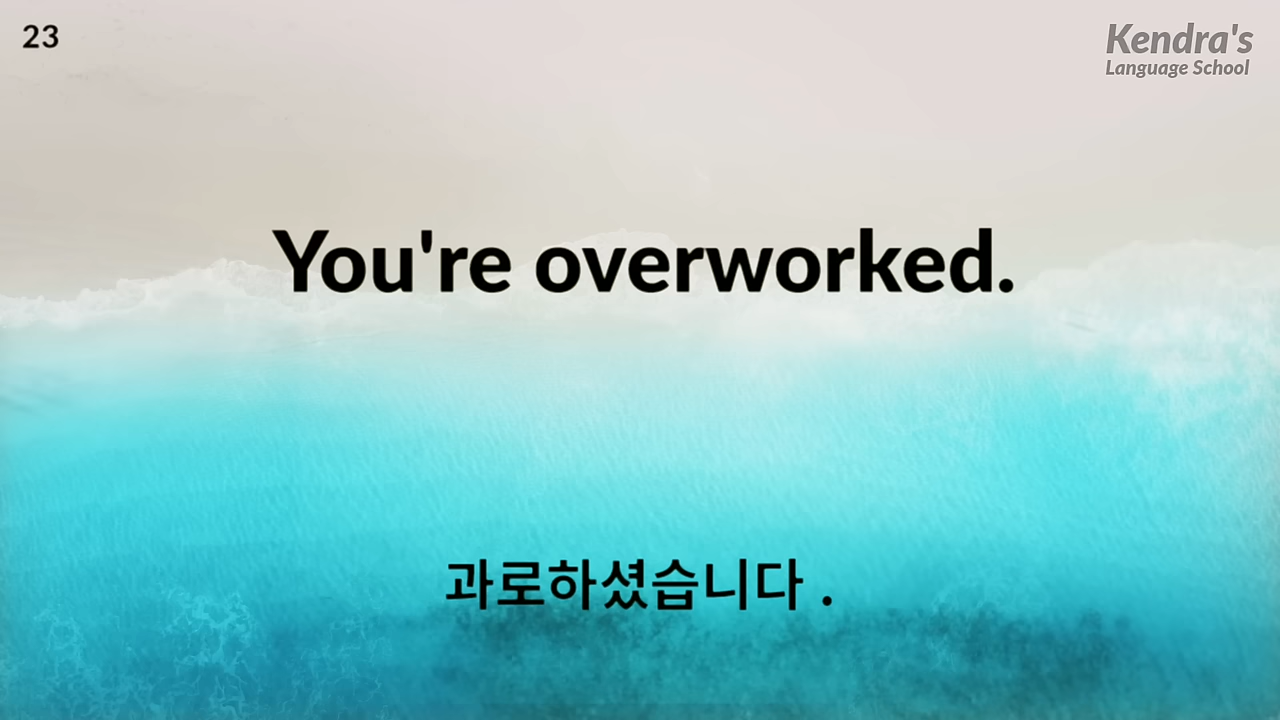 23
Kendra's
Language School
You're overworked.
과로하셨습니다 .